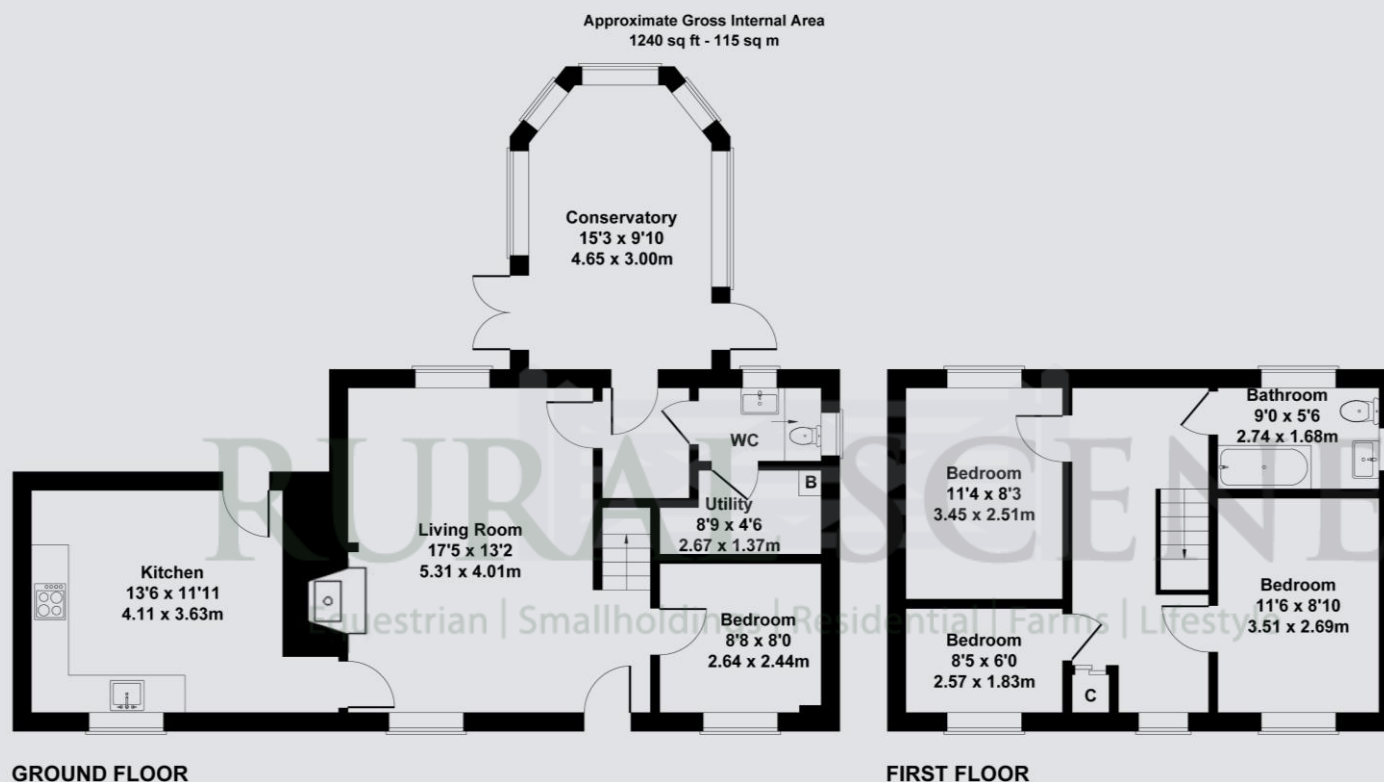 Approximate Gross Internal Area
1240 sq ft - 115 sq m
Conservatory
15'3 x 9'10
4.65 x 3.00m
WC
B
Utility
8'9 x 4'6
2.67 x 1.37m
Living Room
17'5 x 13'2
5.31 x 4.01m
Kitchen
13'6 x 11'11
4.11 x 3.63m
Bedroom
8'8 x 8'0
2.64 x 2.44m
Bathroom
9'0 x 5'6
2.74 x 1.68m
Bedroom
11'4 x 8'3
3.45 x 2.51m
Bedroom
11'6 x 8'10
3.51 x 2.69m
Bedroom
8'5 x 6'0
2.57 x 1.83m
C
RURAL SCENE
Equestrian | Smallholdings | Residential | Farms | Lifestyle
GROUND FLOOR
FIRST FLOOR